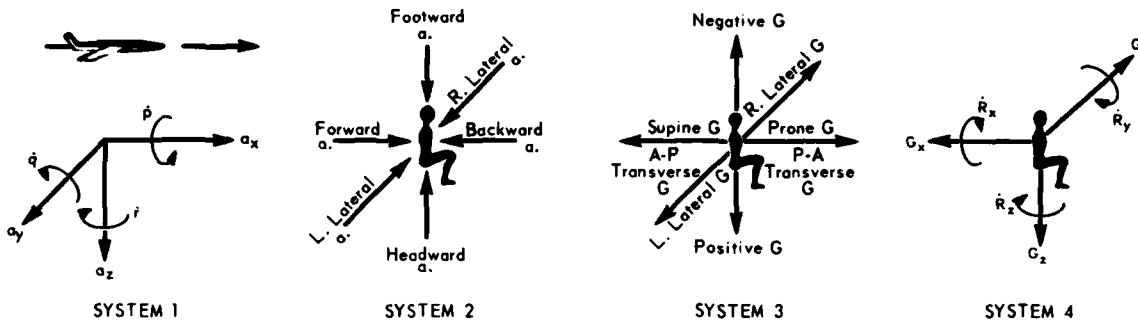 ṗ
a_x
q̇
ṙ
a_y
a_z
SYSTEM 1
Footward
a.
R. Lateral
a.
Forward
a.
Backward
a.
L. Lateral
a.
Headward
a.
SYSTEM 2
Negative G
R. Lateral G
Supine G
Prone G
A-P
Transverse
G
P-A
Transverse
G
L. Lateral G
Positive G
SYSTEM 3
G
Ṙ_x
Ṙ_y
G_x
Ṙ_z
G_z
SYSTEM 4